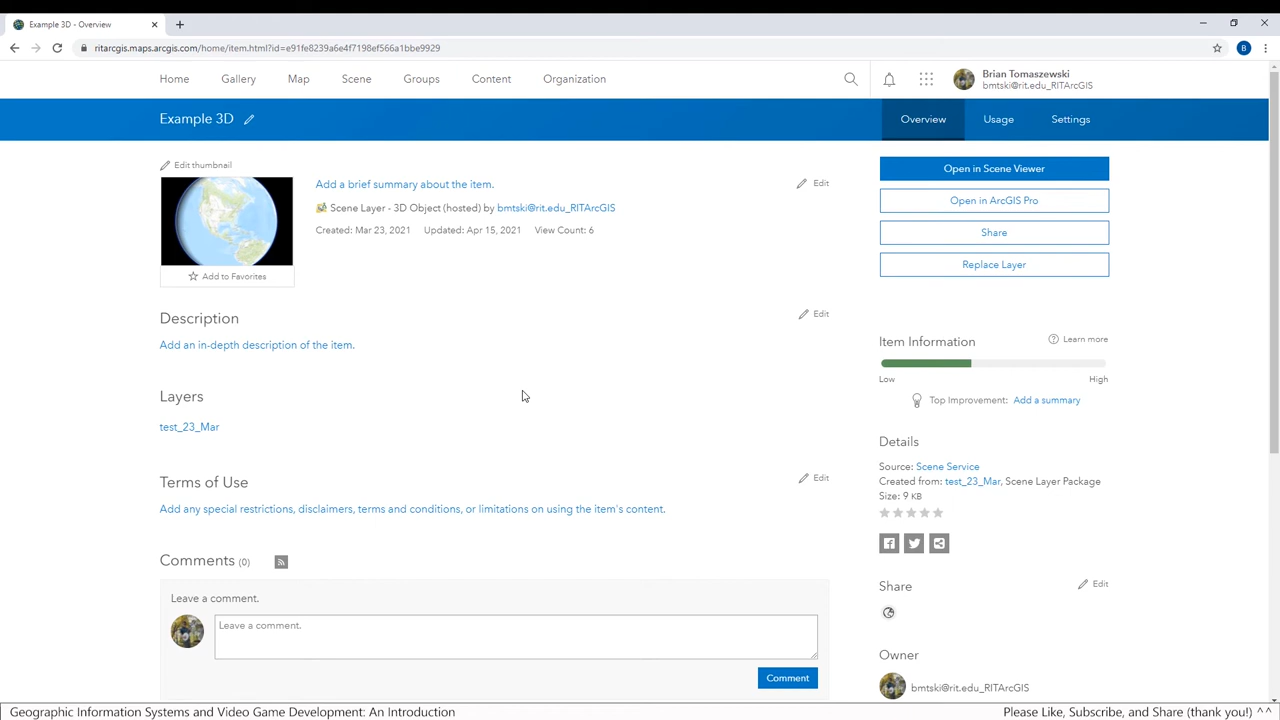 Example 3D - Overview
ritarcgis.maps.arcgis.com/home/item.html?id=e91fe8239a6e4f7198ef566a1bbe9929
B
Home Gallery Map Scene Groups Content Organization
Brian Tomaszewski
bmtski@rit.edu_RITArcGIS
Example 3D
Overview Usage Settings
Edit thumbnail
Add a brief summary about the item.
Edit
Scene Layer - 3D Object (hosted) by bmtski@rit.edu_RITArcGIS
Created: Mar 23, 2021 Updated: Apr 15, 2021 View Count: 6
Add to Favorites
Open in Scene Viewer
Open in ArcGIS Pro
Share
Replace Layer
Description
Edit
Add an in-depth description of the item.
Layers
test_23_Mar
Terms of Use
Edit
Add any special restrictions, disclaimers, terms and conditions, or limitations on using the item's content.
Comments (0)
Leave a comment.
Leave a comment.
Comment
Item Information
Learn more
Low High
Top Improvement: Add a summary
Details
Source: Scene Service
Created from: test_23_Mar, Scene Layer Package
Size: 9 KB
Share
Edit
Owner
bmtski@rit.edu_RITArcGIS
Geographic Information Systems and Video Game Development: An Introduction
Please Like, Subscribe, and Share (thank you!) ^^